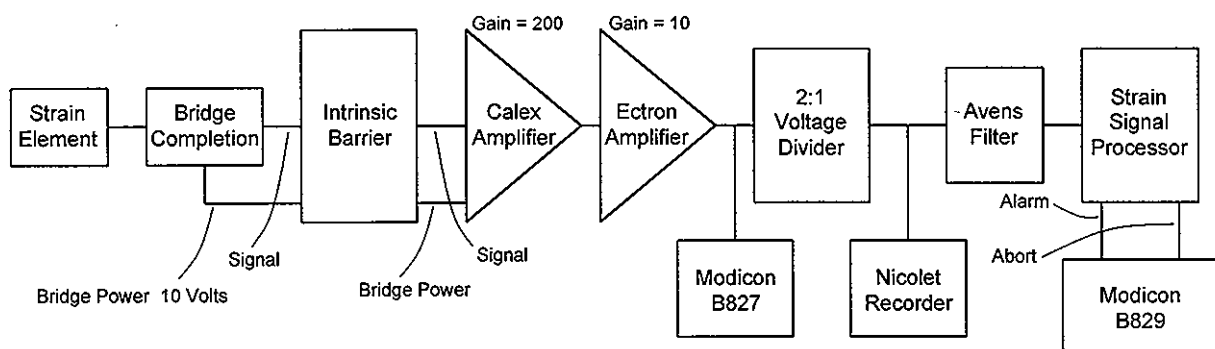 Gain = 200
Gain = 10
Strain
Element
Bridge
Completion
Intrinsic
Barrier
Calex
Amplifier
Ectron
Amplifier
2:1
Voltage
Divider
Avens
Filter
Strain
Signal
Processor
Alarm
Abort
Signal
Signal
Bridge Power 10 Volts
Bridge Power
Modicon
B827
Nicolet
Recorder
Modicon
B829